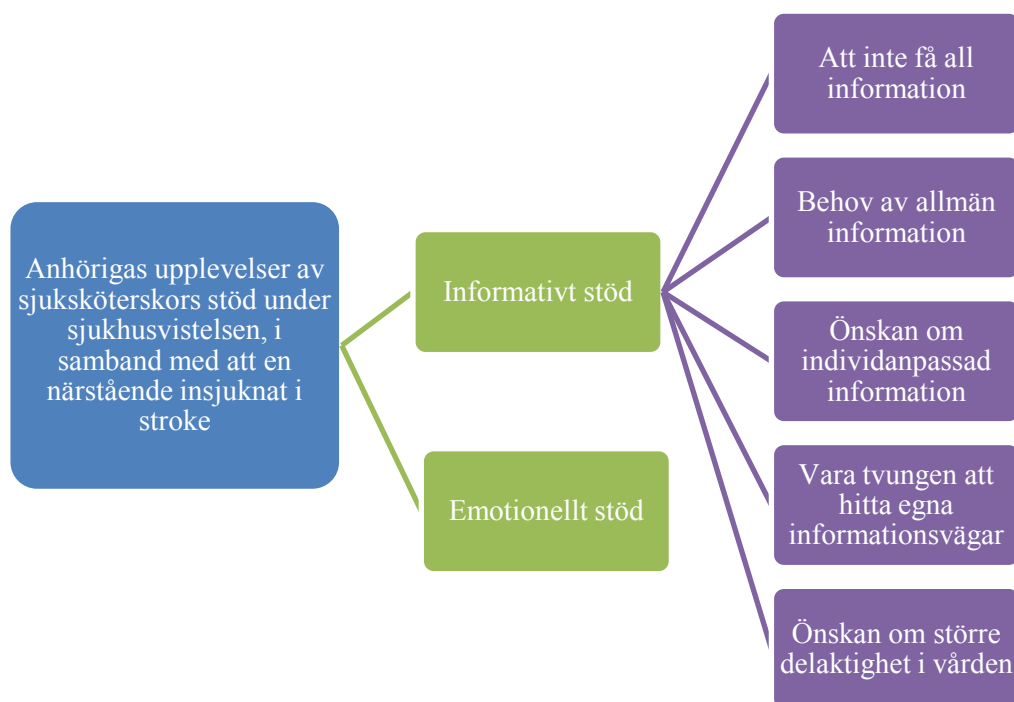 Anhörigas upplevelser av
sjuksköterskors stöd under
sjukhusvistelsen, i
samband med att en
närstående insjuknat i
stroke
Informativt stöd
Emotionellt stöd
Att inte få all
information
Behov av allmän
information
Önskan om
individanpassad
information
Vara tvungen att
hitta egna
informationsvägar
Önskan om större
delaktighet i vården